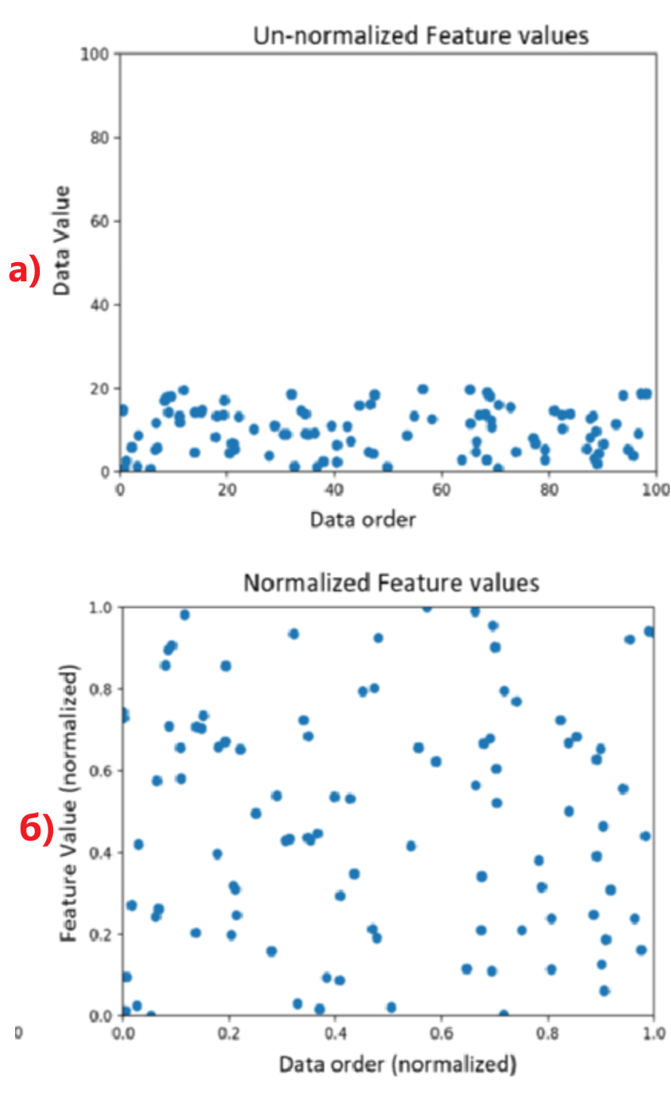 Un-normalized Feature values
100
80
60
40
20
0
Data Value
а)
0 20 40 60 80 100
Data order
Normalized Feature values
1.0
0.8
0.6
0.4
0.2
0.0
Feature Value (normalized)
б)
0
0.0 0.2 0.4 0.6 0.8 1.0
Data order (normalized)